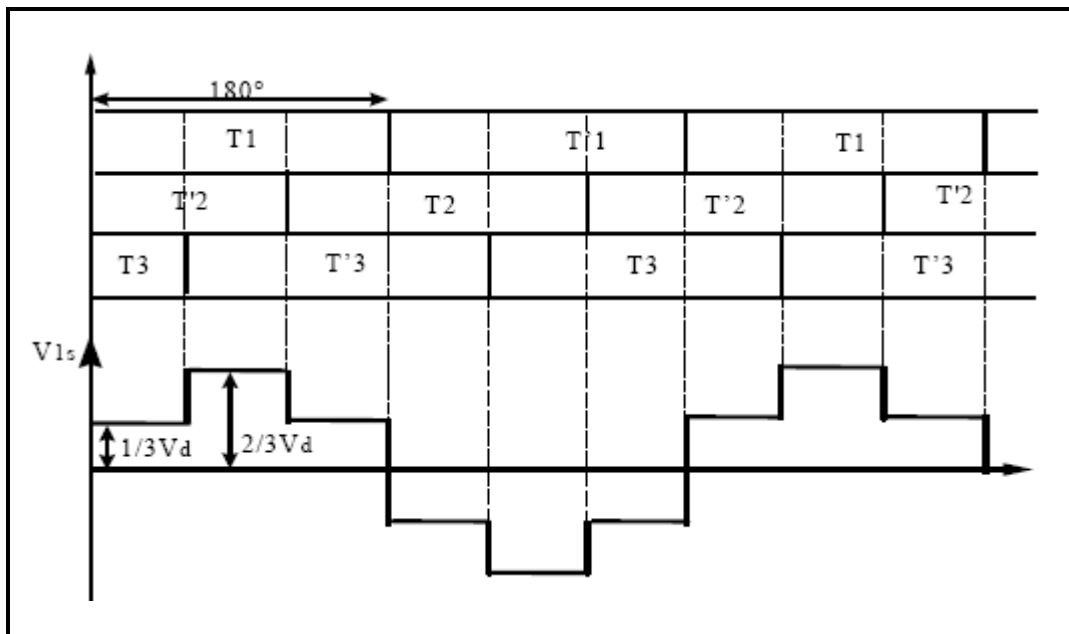 180°
T1 T'1 T1
T'2 T2 T’2 T'2
T3 T’3 T3 T’3
V1s
1/3Vd 2/3Vd